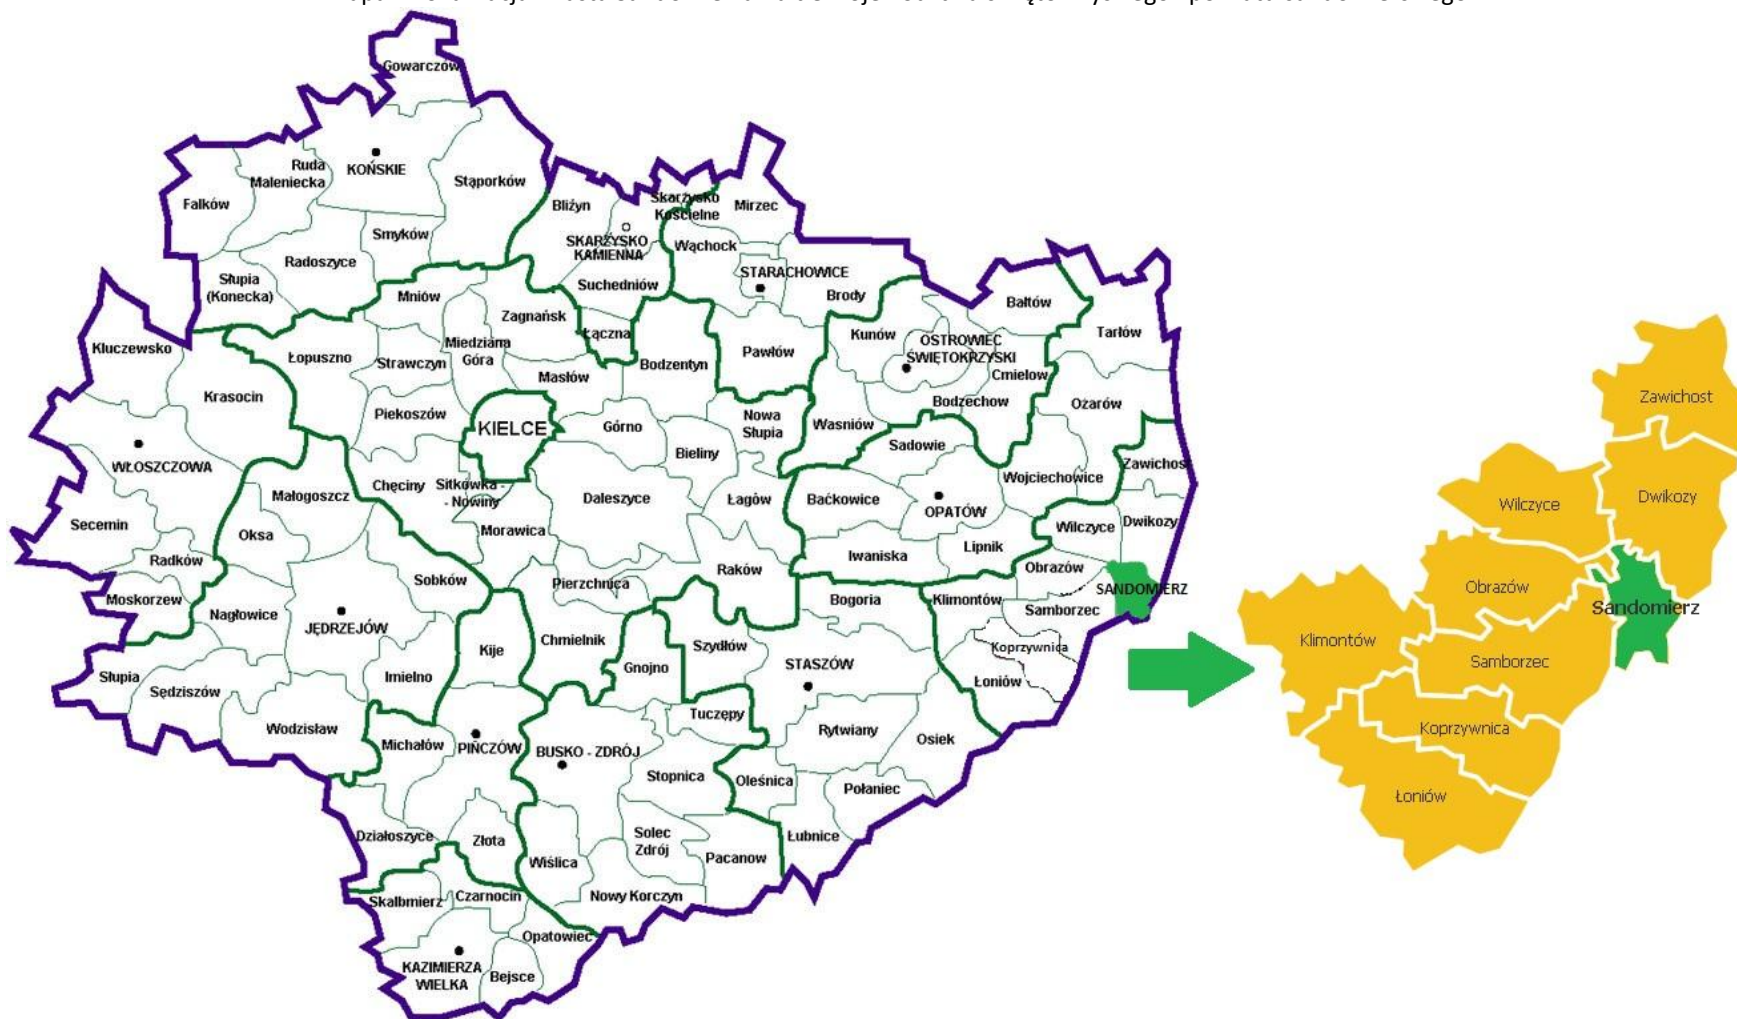 Gowarczów
KOŃSKIE
Ruda
Maleniecka
Stąporków
Fałków
Smyków
Radoszyce
Słupia
(Konecka)
Bliżyn
Skarżysko
Kościelne
Mirzec
SKARŻYSKO
KAMIENNA
Wąchock
STARACHOWICE
Suchedniów
Brody
Mniów
Zagnańsk
Łączna
Bałtów
Tarłów
Kluczewsko
Łopuszno
Strawczyn
Miedziana
Góra
Bodzentyn
Pawłów
Kunów
OSTROWIEC
ŚWIĘTOKRZYSKI
Cmielow
Masłów
Krasocin
Piekoszów
KIELCE
Górno
Nowa
Słupia
Wasniów
Bodzechow
Ożarów
Sadowie
WŁOSZCZOWA
Bieliny
Zawichost
Małogoszcz
Chęciny
Sitkówka -
- Nowiny
Daleszyce
Łagów
Baćkowice
OPATÓW
Wojciechowice
Secemin
Oksa
Morawica
Wilczyce
Dwikozy
Iwaniska
Lipnik
Radków
Sobków
Pierzchnica
Raków
Obrazów
SANDOMIERZ
Moskorzew
Nagłowice
JĘDRZEJÓW
Bogoria
Klimontów
Samborzec
Kije
Chmielnik
Szydłów
Koprzywnica
Gnojno
STASZÓW
Łoniów
Słupia
Sędziszów
Imielno
Wodzisław
Michałów
PIŃCZÓW
BUSKO - ZDRÓJ
Tuczępy
Rytwiany
Osiek
Stopnica
Oleśnica
Połaniec
Działoszyce
Złota
Solec
Zdrój
Łubnice
Wiślica
Pacanow
Skalbmierz
Czarnocin
Nowy Korczyn
Opatowiec
KAZIMIERZA
WIELKA
Bejsce
Zawichost
Dwikozy
Wilczyce
Obrazów
Sandomierz
Klimontów
Samborzec
Koprzywnica
Łoniów